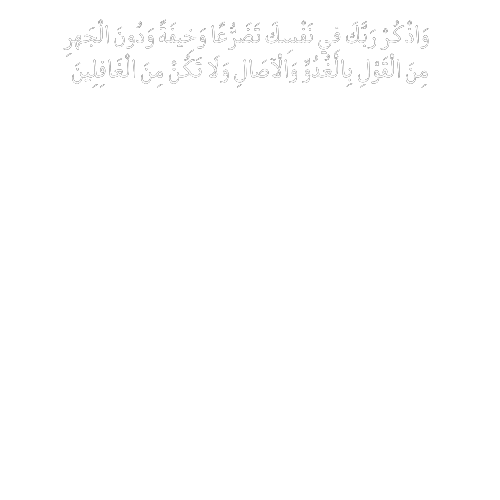 وَاذْكُرْ رَبَّكَ فِي نَفْسِكَ تَضَرُّعًا وَخِيفَةً وَدُونَ الْجَهْرِ
مِنَ الْقَوْلِ بِالْغُدُوِّ وَالْآصَالِ وَلَا تَكُنْ مِنَ الْغَافِلِينَ